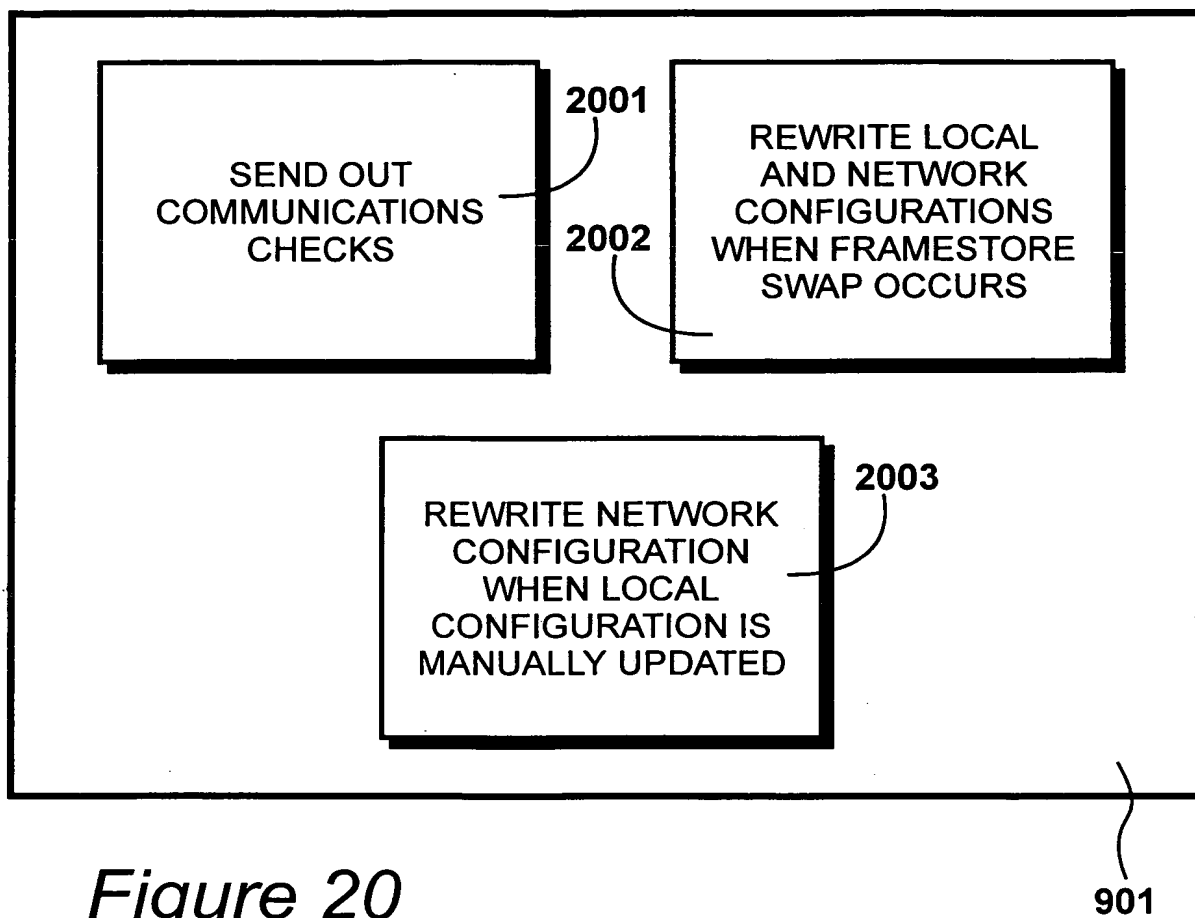 SEND OUT
COMMUNICATIONS
CHECKS
2001
REWRITE LOCAL
AND NETWORK
CONFIGURATIONS
WHEN FRAMESTORE
SWAP OCCURS
2002
REWRITE NETWORK
CONFIGURATION
WHEN LOCAL
CONFIGURATION IS
MANUALLY UPDATED
2003
Figure 20
901